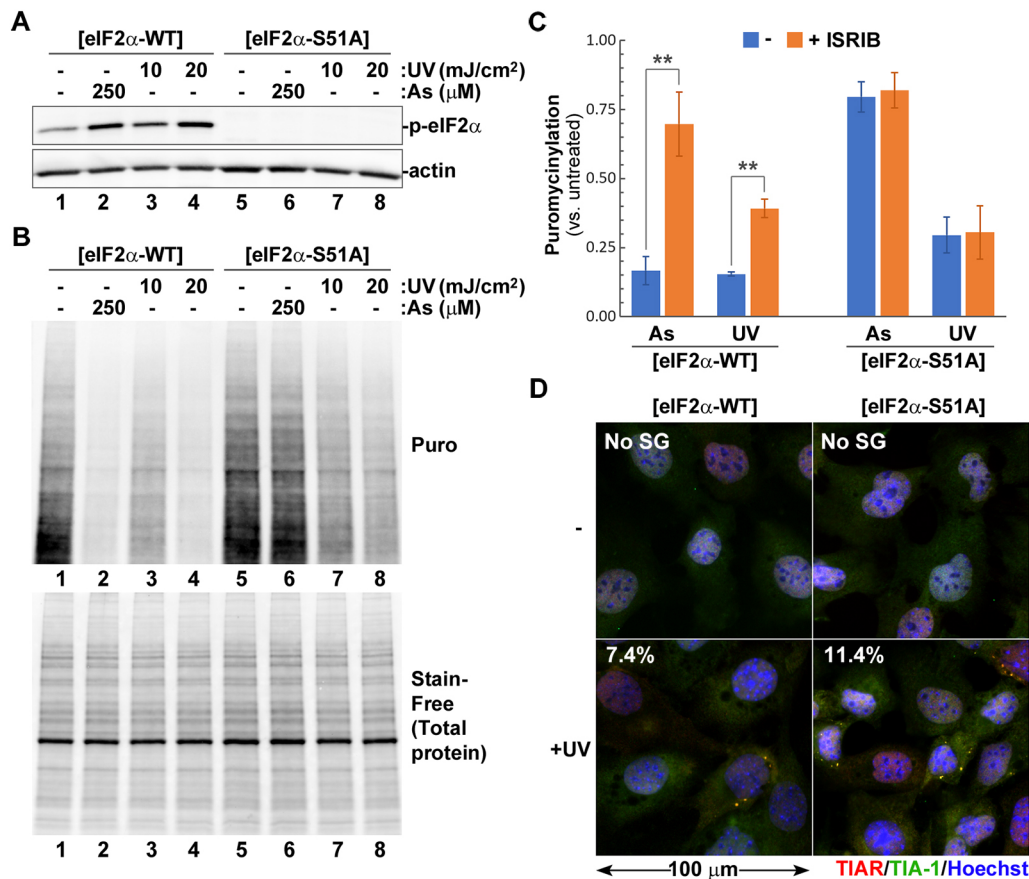 A
[eIF2α-WT] [eIF2α-S51A]
- - 10 20 - - 10 20 :UV (mJ/cm²)
- 250 - - - 250 - - :As (μM)
-p-eIF2α
-actin
1 2 3 4 5 6 7 8
B
[eIF2α-WT] [eIF2α-S51A]
- - 10 20 - - 10 20 :UV (mJ/cm²)
- 250 - - - 250 - - :As (μM)
Puro
1 2 3 4 5 6 7 8
Stain-
Free
(Total
protein)
1 2 3 4 5 6 7 8
C
- + ISRIB
Puromycinylation
(vs. untreated)
1.00
0.75
0.50
0.25
0.00
** **
As UV As UV
[eIF2α-WT] [eIF2α-S51A]
D
[eIF2α-WT] [eIF2α-S51A]
No SG No SG
-
7.4% 11.4%
+UV
100 μm
TIAR/TIA-1/Hoechst